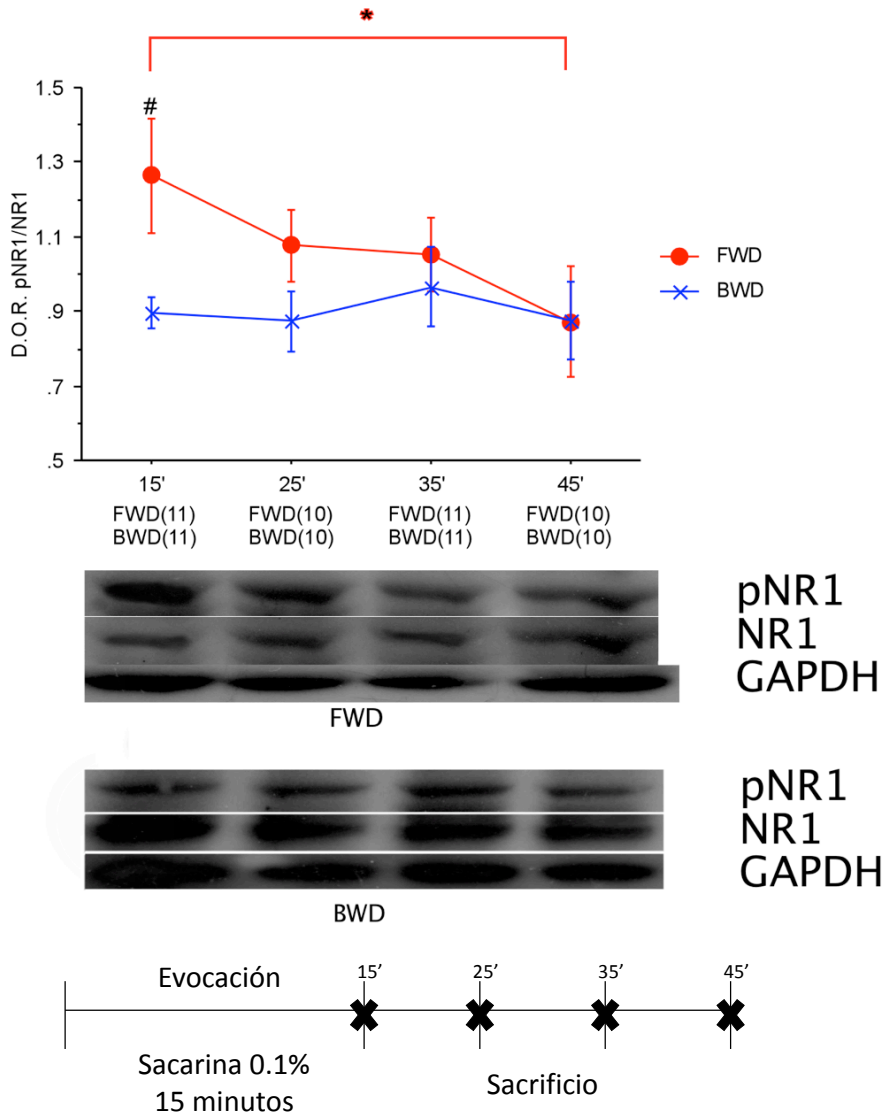 *
1.5
#
1.3
1.1
.9
.7
.5
D.O.R. pNR1/NR1
FWD
BWD
15' 25' 35' 45'
FWD(11) FWD(10) FWD(11) FWD(10)
BWD(11) BWD(10) BWD(11) BWD(10)
pNR1
NR1
GAPDH
FWD
pNR1
NR1
GAPDH
BWD
Evocación 15’ 25’ 35’ 45’
Sacarina 0.1%
15 minutos
Sacrificio